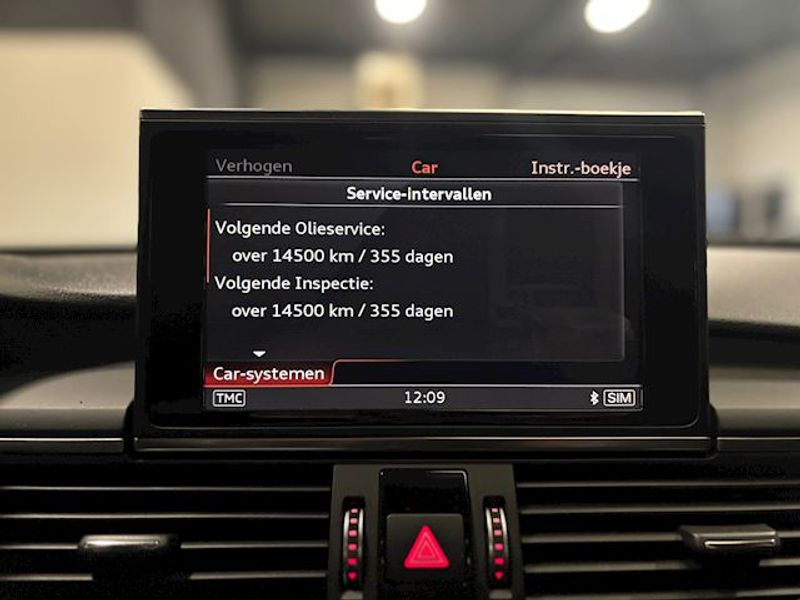 Verhogen Car Instr.-boekje
Service-intervallen
Volgende Olieservice:
over 14500 km / 355 dagen
Volgende Inspectie:
over 14500 km / 355 dagen
Car-systemen
TMC 12:09 SIM